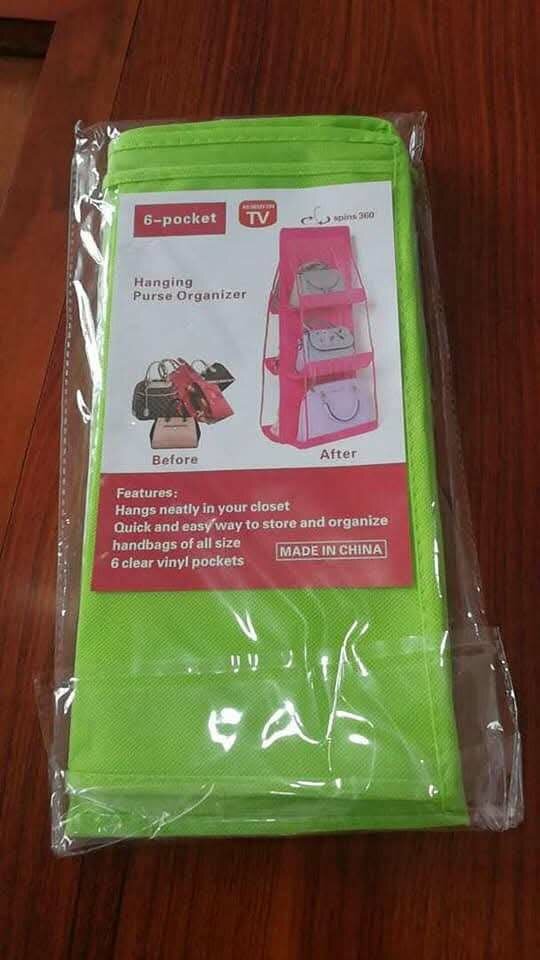 6-pocket
AS SEEN ON
TV
spins 360
Hanging
Purse Organizer
Before
After
Features:
Hangs neatly in your closet
Quick and easy way to store and organize
handbags of all size
6 clear vinyl pockets
MADE IN CHINA